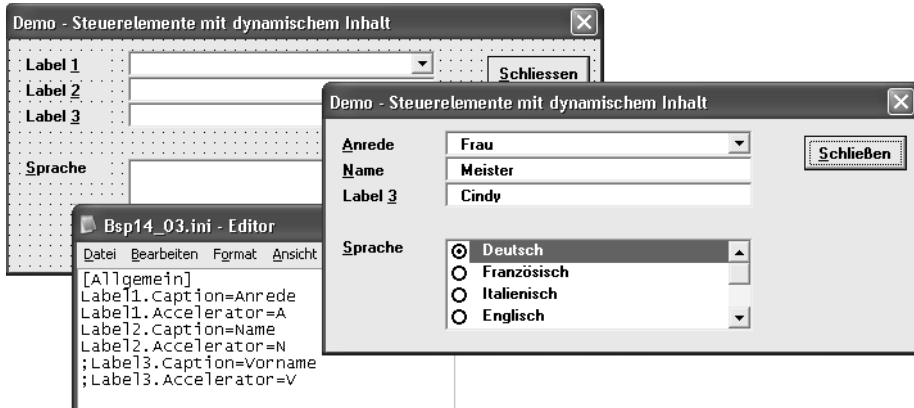 Demo - Steuerelemente mit dynamischem Inhalt
Label 1
Label 2
Label 3
Schliessen
Sprache
Demo - Steuerelemente mit dynamischem Inhalt
Anrede Frau
Name Meister
Label 3 Cindy
Schließen
Sprache
Deutsch
Französisch
Italienisch
Englisch
Bsp14_03.ini - Editor
Datei Bearbeiten Format Ansicht
[Allgemein]
Label1.Caption=Anrede
Label1.Accelerator=A
Label2.Caption=Name
Label2.Accelerator=N
;Label3.Caption=Vorname
;Label3.Accelerator=V